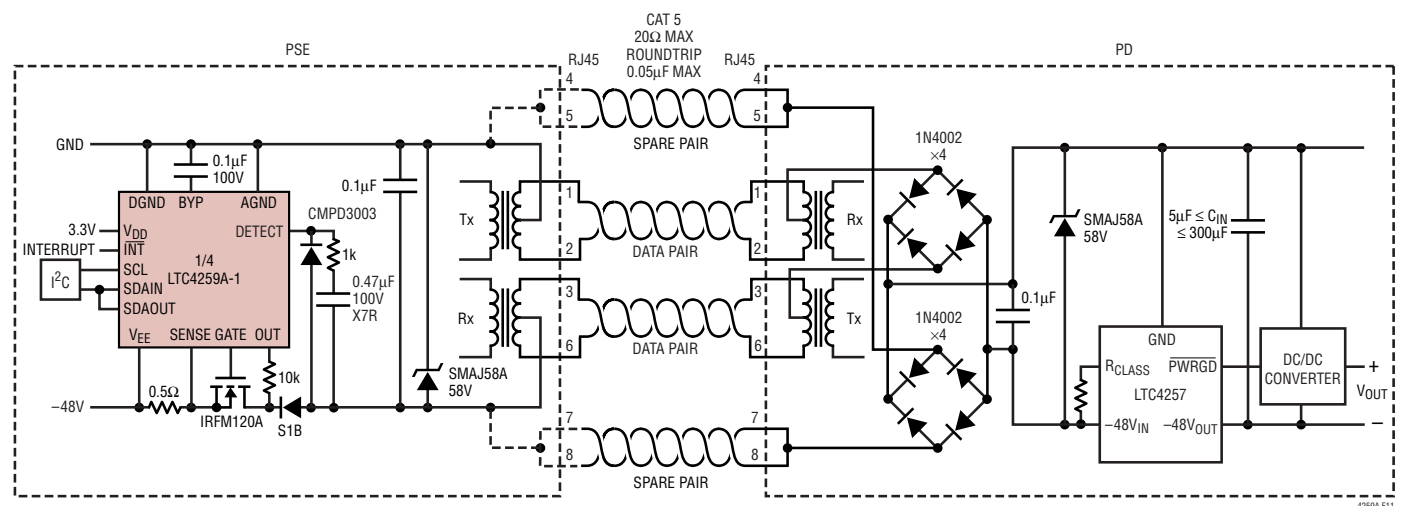 CAT 5
20Ω MAX
ROUNDTRIP
0.05μF MAX
PSE
RJ45
RJ45
PD
4
5
4
5
SPARE PAIR
GND
0.1μF
100V
0.1μF
1N4002
×4
DGND BYP AGND
CMPD3003
DETECT
1k
3.3V
VDD
INTERRUPT
INT
SCL
I2C
SDAIN
SDAOUT
1/4
LTC4259A-1
0.47μF
100V
X7R
VEE SENSE GATE OUT
0.5Ω
10k
–48V
IRFM120A
S1B
SMAJ58A
58V
Tx
1
2
DATA PAIR
1
2
Rx
Rx
3
6
DATA PAIR
3
6
Tx
0.1μF
1N4002
×4
7
8
SPARE PAIR
7
8
SMAJ58A
58V
5μF ≤ CIN
≤ 300μF
GND
RCLASS
PWRGD
LTC4257
–48VIN
–48VOUT
DC/DC
CONVERTER
+
VOUT
–
4259A F11